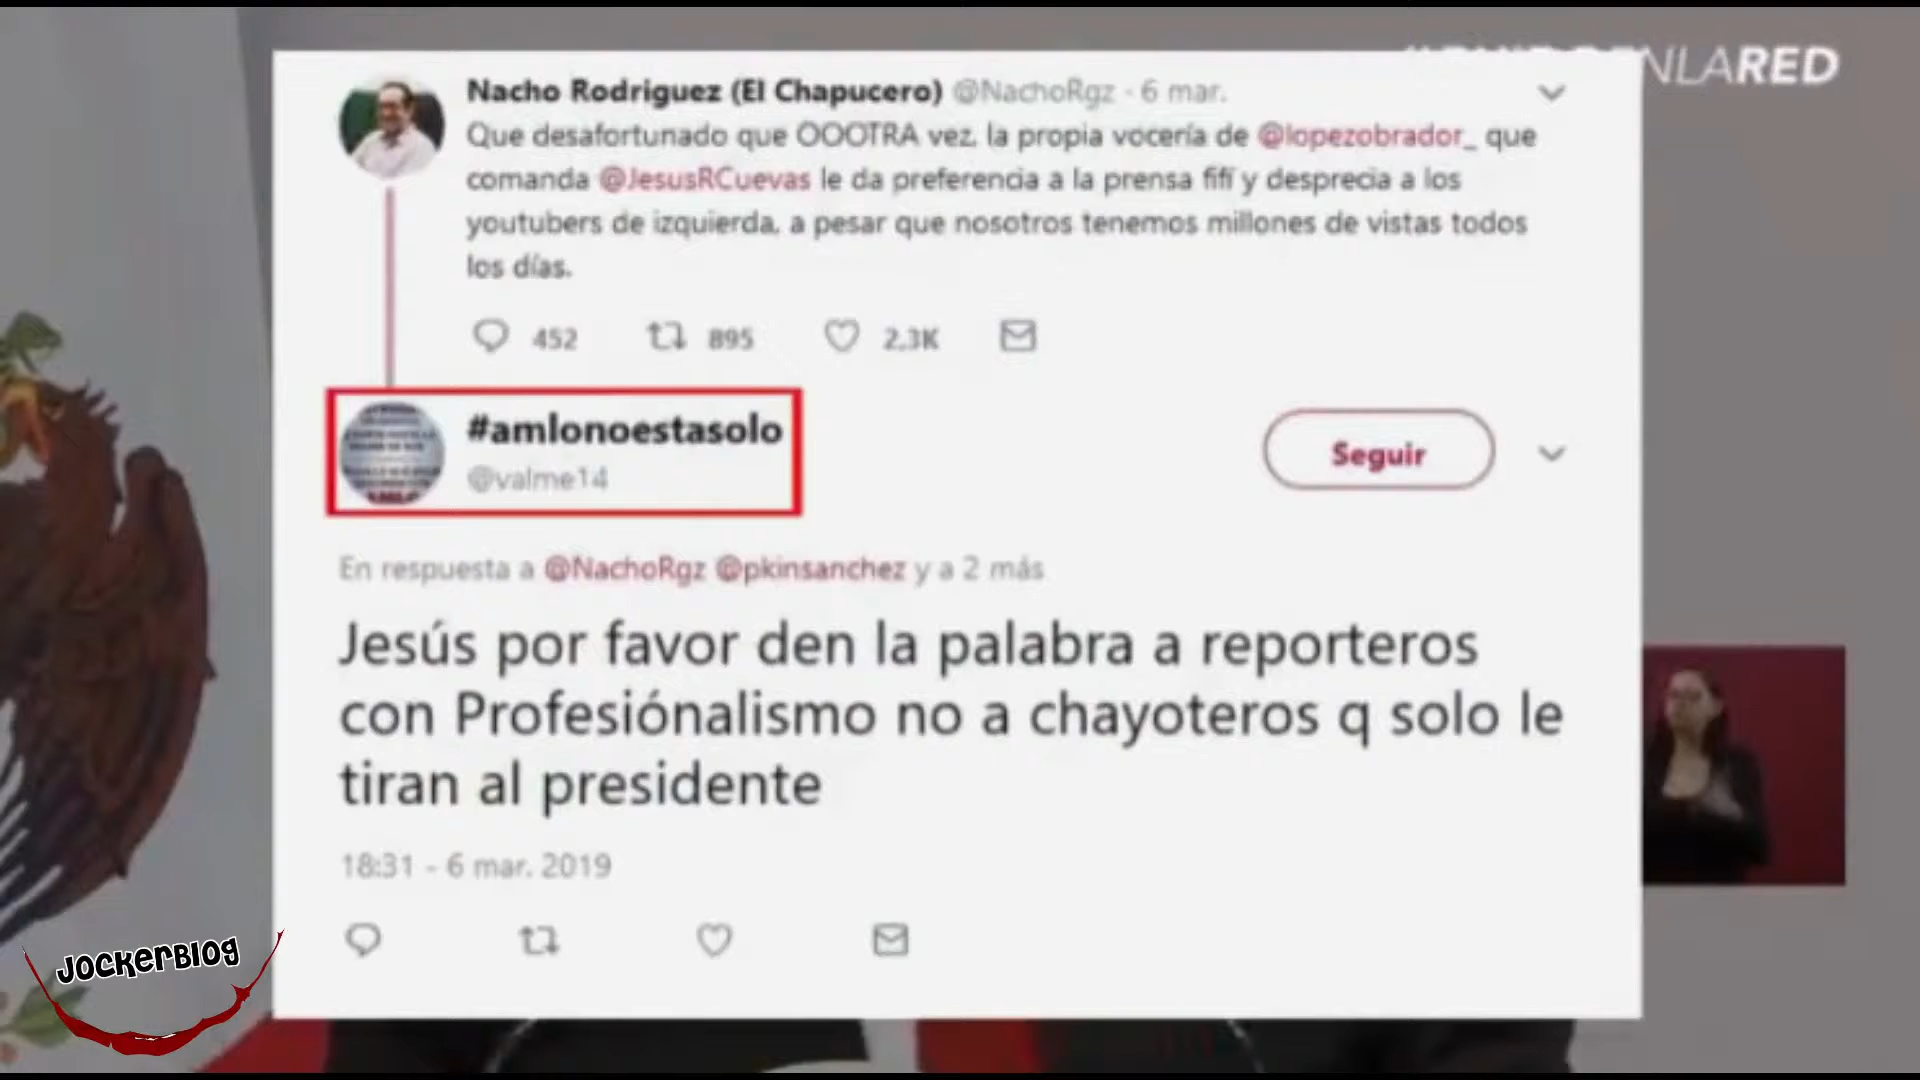 NLARED
Nacho Rodriguez (El Chapucero) @NachoRgz · 6 mar.
Que desafortunado que OOOTRA vez, la propia vocería de @lopezobrador_ que
comanda @JesusRCuevas le da preferencia a la prensa fifí y desprecia a los
youtubers de izquierda, a pesar que nosotros tenemos millones de vistas todos
los días.
452 895 2.3K
#amlonoestasolo
@valme14
Seguir
En respuesta a @NachoRgz @pkinsanchez y a 2 más
Jesús por favor den la palabra a reporteros
con Profesiónalismo no a chayoteros q solo le
tiran al presidente
18:31 - 6 mar. 2019
JOCKERBLOG